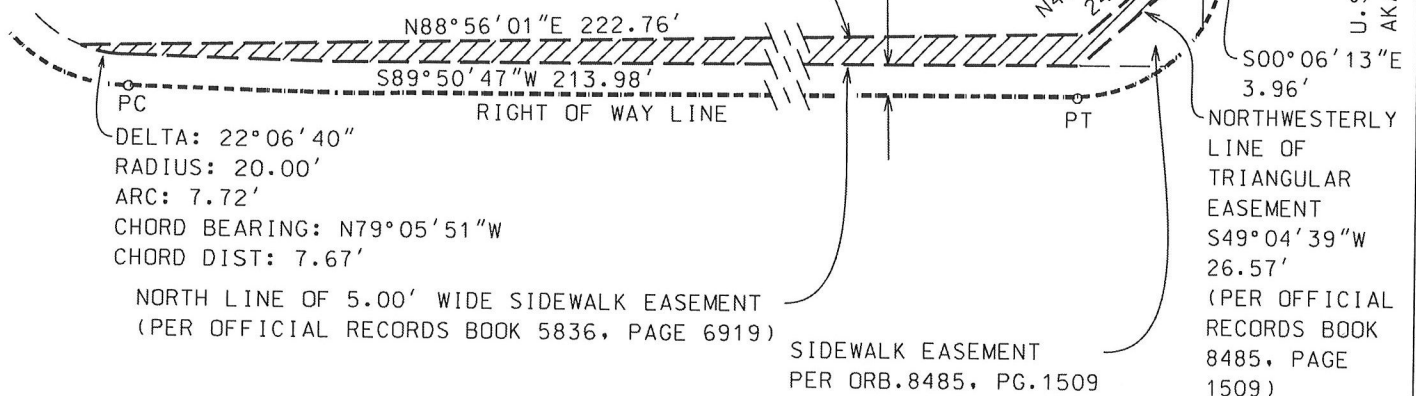 N88°56'01"E 222.76'
S89°50'47"W 213.98'
RIGHT OF WAY LINE
PC
PT
DELTA: 22°06'40"
RADIUS: 20.00'
ARC: 7.72'
CHORD BEARING: N79°05'51"W
CHORD DIST: 7.67'
NORTH LINE OF 5.00' WIDE SIDEWALK EASEMENT
(PER OFFICIAL RECORDS BOOK 5836, PAGE 6919)
SIDEWALK EASEMENT
PER ORB.8485, PG.1509
U.S
AKA
S00°06'13"E
3.96'
NORTHWESTERLY
LINE OF
TRIANGULAR
EASEMENT
S49°04'39"W
26.57'
(PER OFFICIAL
RECORDS BOOK
8485, PAGE
1509)